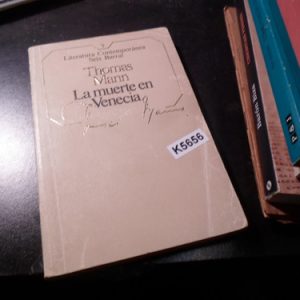 Literatura Contemporánea
Seix Barral
Thomas
Mann
La muerte en
Venecia
K5656